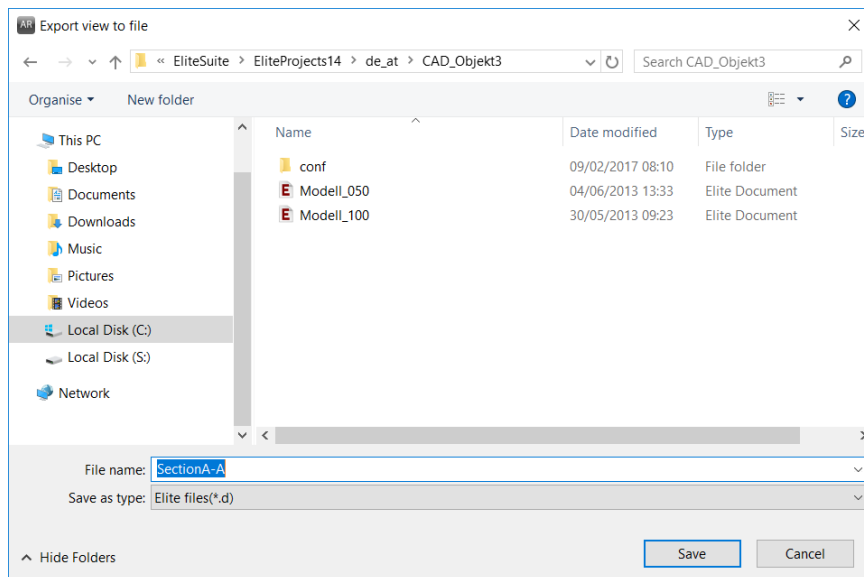 AR Export view to file
« EliteSuite > EliteProjects14 > de_at > CAD_Objekt3 Search CAD_Objekt3
Organise New folder ?
This PC
Desktop
Documents
Downloads
Music
Pictures
Videos
Local Disk (C:)
Local Disk (S:)
Network
Name Date modified Type Size
conf 09/02/2017 08:10 File folder
E Modell_050 04/06/2013 13:33 Elite Document
E Modell_100 30/05/2013 09:23 Elite Document
File name: SectionA-A
Save as type: Elite files(*.d)
Hide Folders Save Cancel